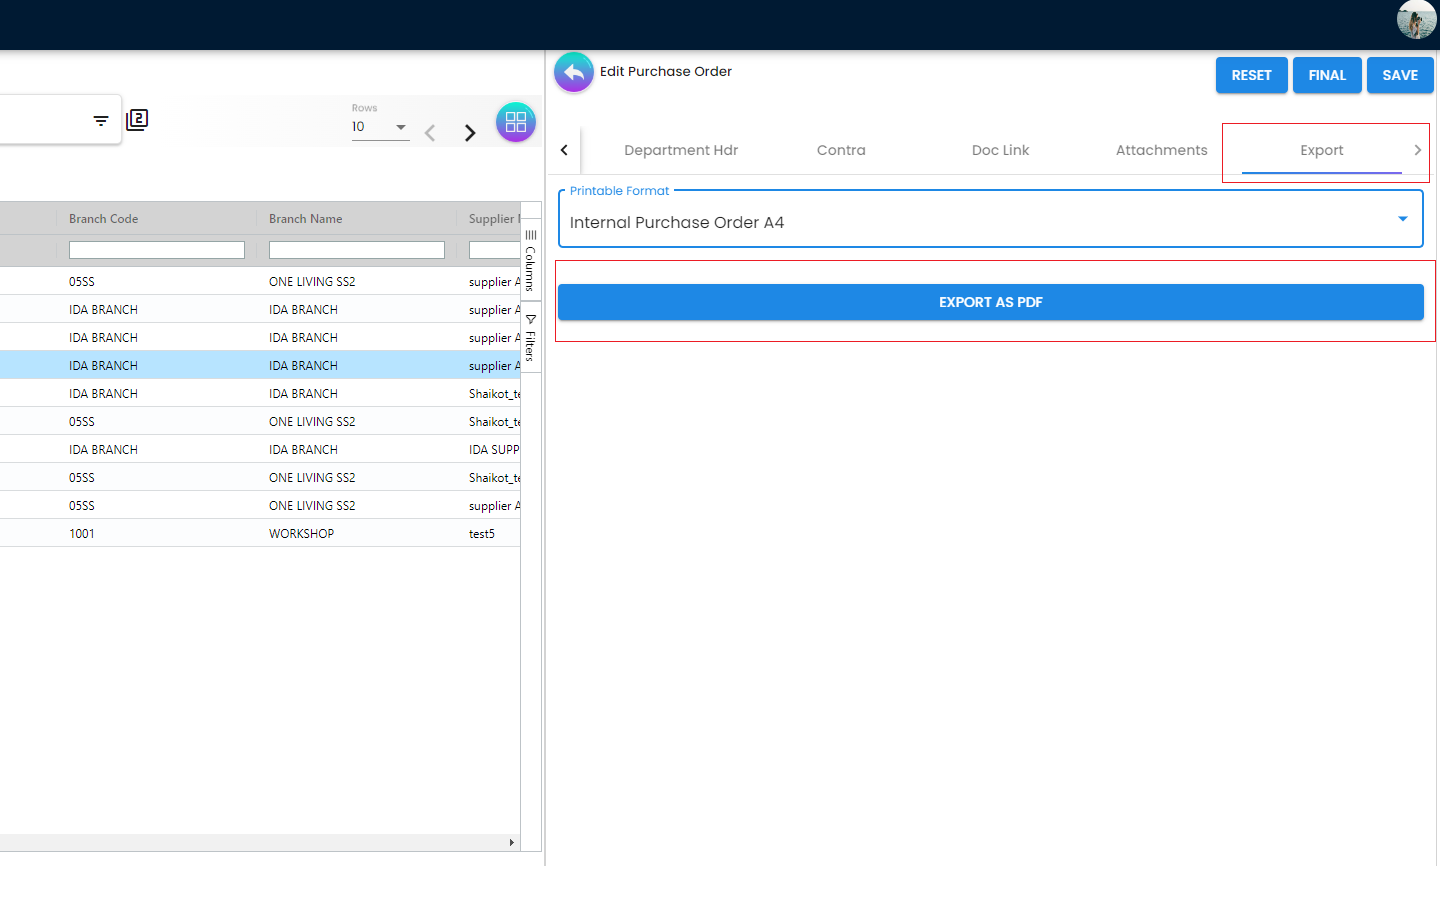 Edit Purchase Order
RESET
FINAL
SAVE
2
Rows
10
Department Hdr
Contra
Doc Link
Attachments
Export
Printable Format
Internal Purchase Order A4
EXPORT AS PDF
Branch Code
Branch Name
Supplier
Columns
Filters
05SS ONE LIVING SS2 supplier A
IDA BRANCH IDA BRANCH supplier A
IDA BRANCH IDA BRANCH supplier A
IDA BRANCH IDA BRANCH supplier A
IDA BRANCH IDA BRANCH Shaikot_te
05SS ONE LIVING SS2 Shaikot_te
IDA BRANCH IDA BRANCH IDA SUPP
05SS ONE LIVING SS2 Shaikot_te
05SS ONE LIVING SS2 supplier A
1001 WORKSHOP test5